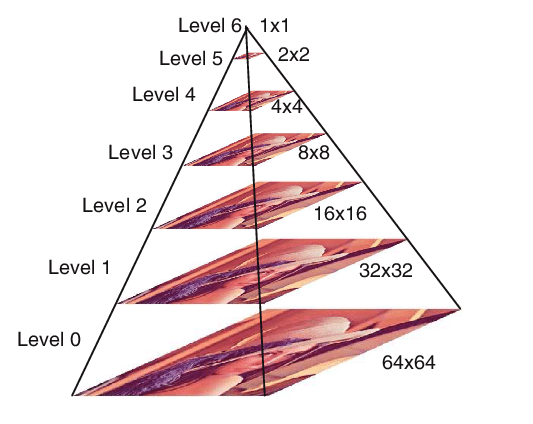 Level 6 1x1
Level 5 2x2
Level 4 4x4
Level 3 8x8
Level 2 16x16
Level 1 32x32
Level 0 64x64